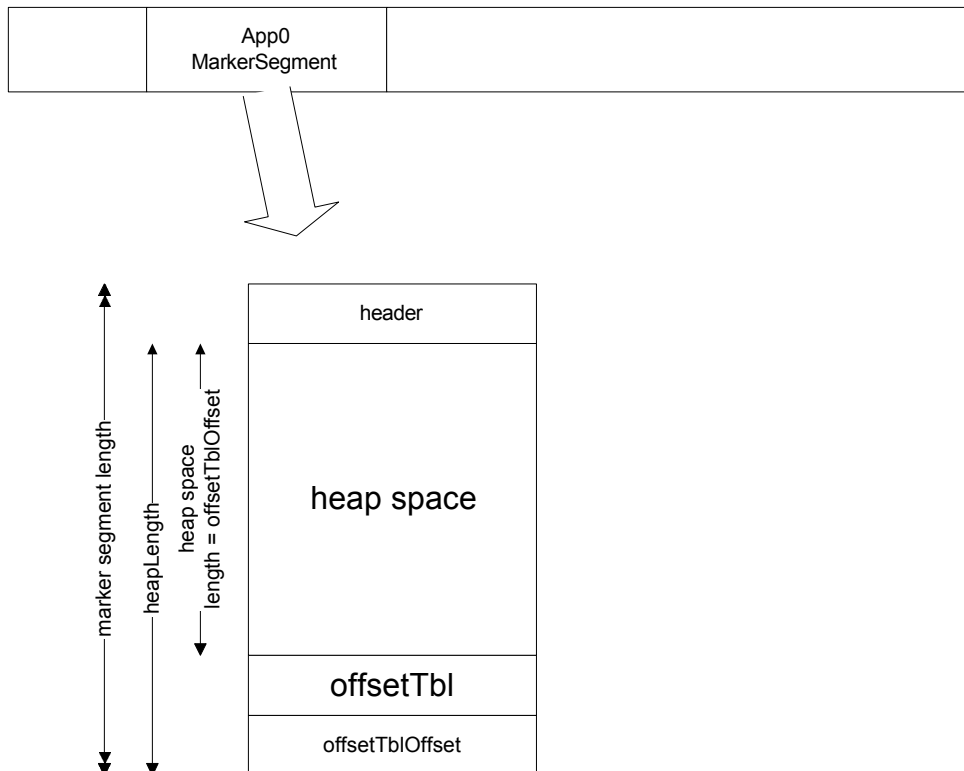 App0
MarkerSegment
header
marker segment length
heapLength
heap space
length = offsetTblOffset
heap space
offsetTbl
offsetTblOffset